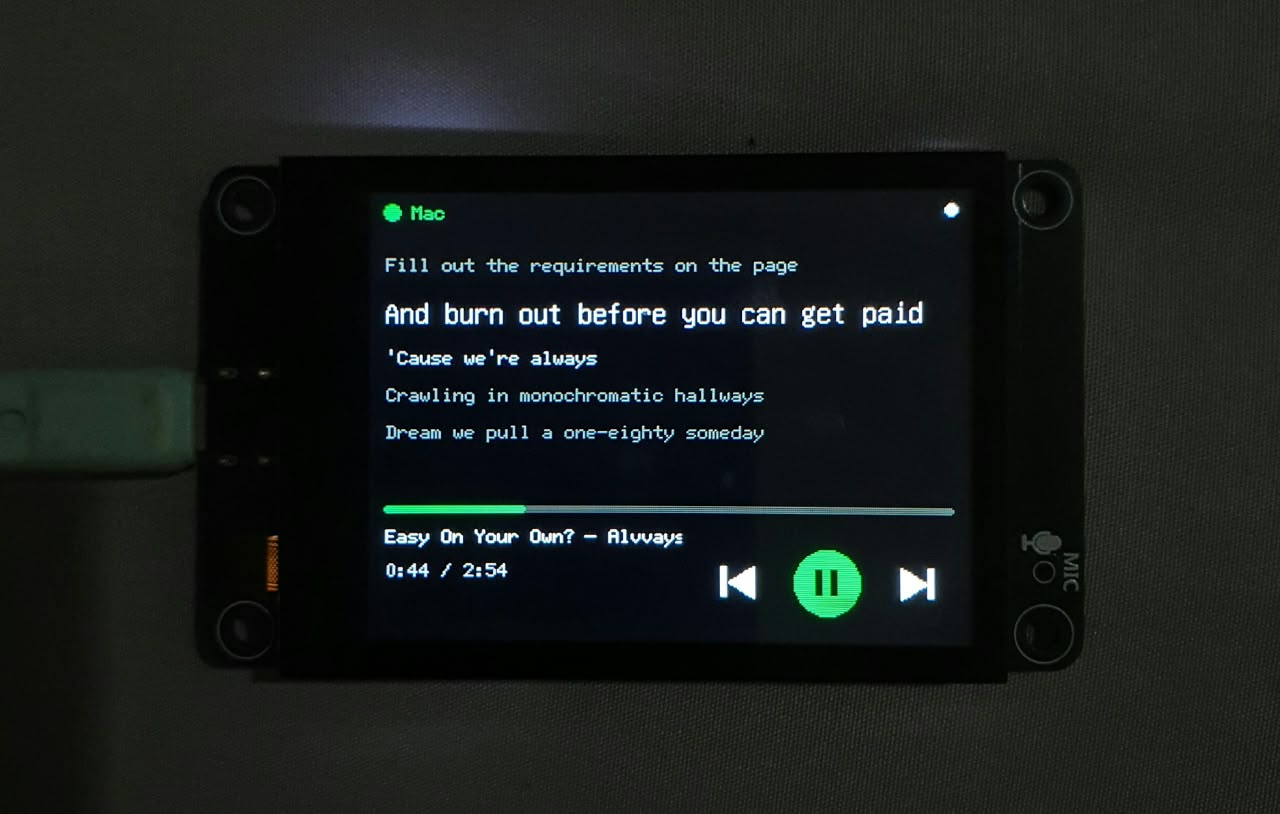 Mac
Fill out the requirements on the page
And burn out before you can get paid
'Cause we're always
Crawling in monochromatic hallways
Dream we pull a one-eighty someday
Easy On Your Own? - Alvvays
0:44 / 2:54
MIC